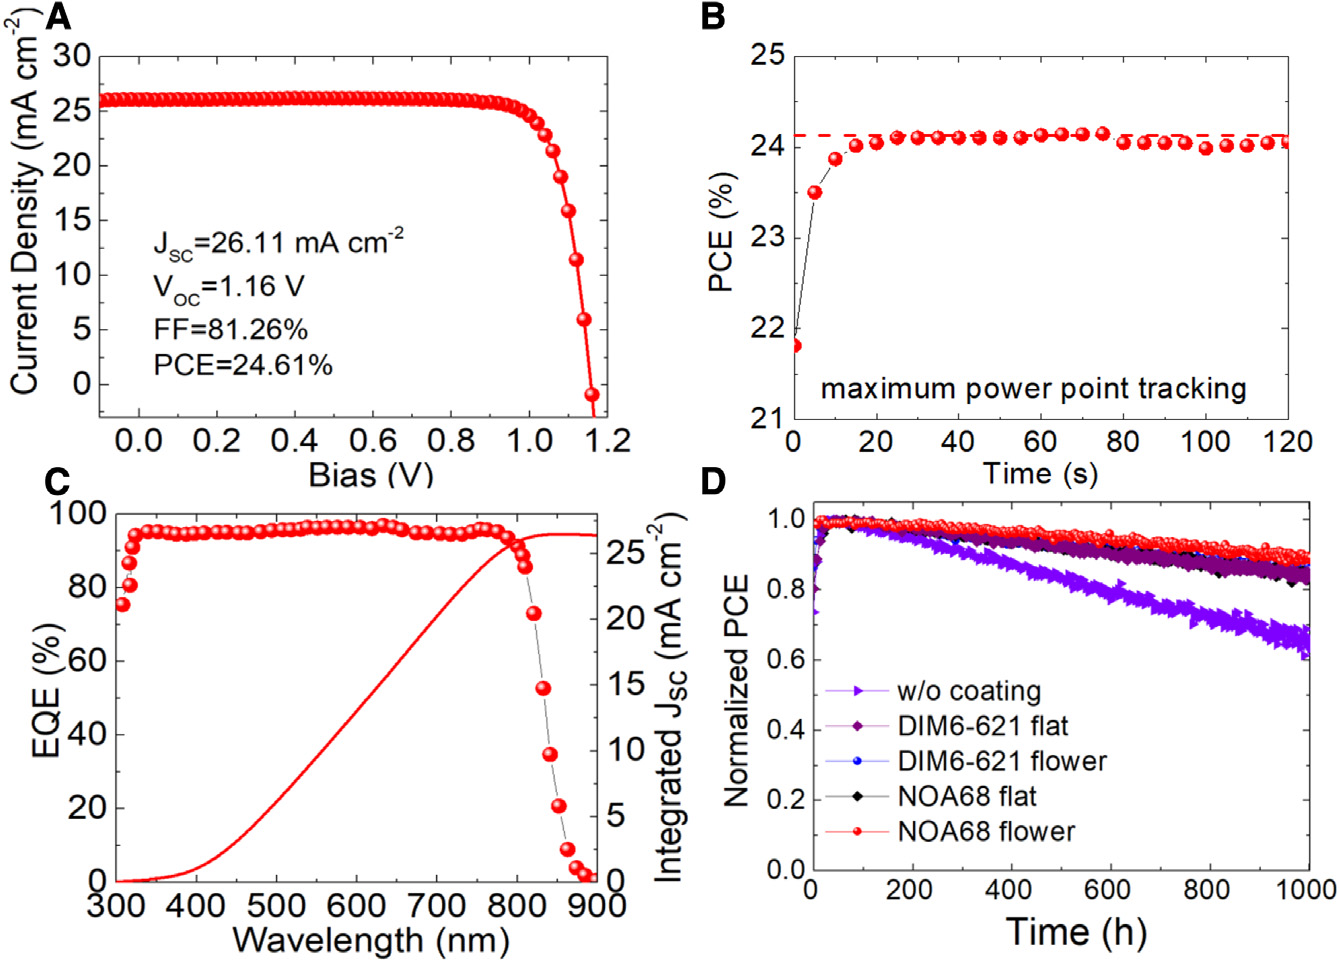 A
Current Density (mA cm-2)
30
25
20
15
10
5
0
JSC=26.11 mA cm-2
VOC=1.16 V
FF=81.26%
PCE=24.61%
0.0 0.2 0.4 0.6 0.8 1.0 1.2
Bias (V)
B
PCE (%)
25
24
23
22
21
maximum power point tracking
0 20 40 60 80 100 120
Time (s)
C
EQE (%)
100
80
60
40
20
0
25
20
15
10
5
0
Integrated JSC (mA cm-2)
300 400 500 600 700 800 900
Wavelength (nm)
D
Normalized PCE
1.0
0.8
0.6
0.4
0.2
0.0
w/o coating
DIM6-621 flat
DIM6-621 flower
NOA68 flat
NOA68 flower
0 200 400 600 800 1000
Time (h)